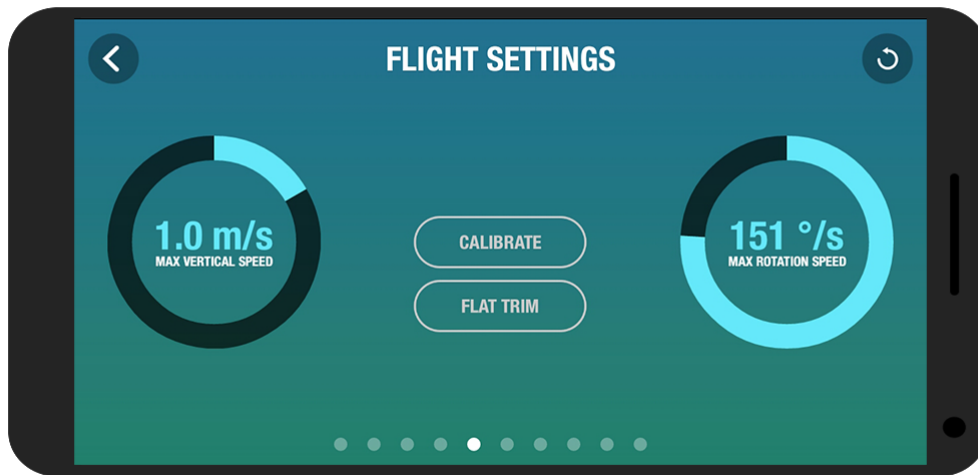 FLIGHT SETTINGS
1.0 m/s
MAX VERTICAL SPEED
CALIBRATE
FLAT TRIM
151 °/s
MAX ROTATION SPEED